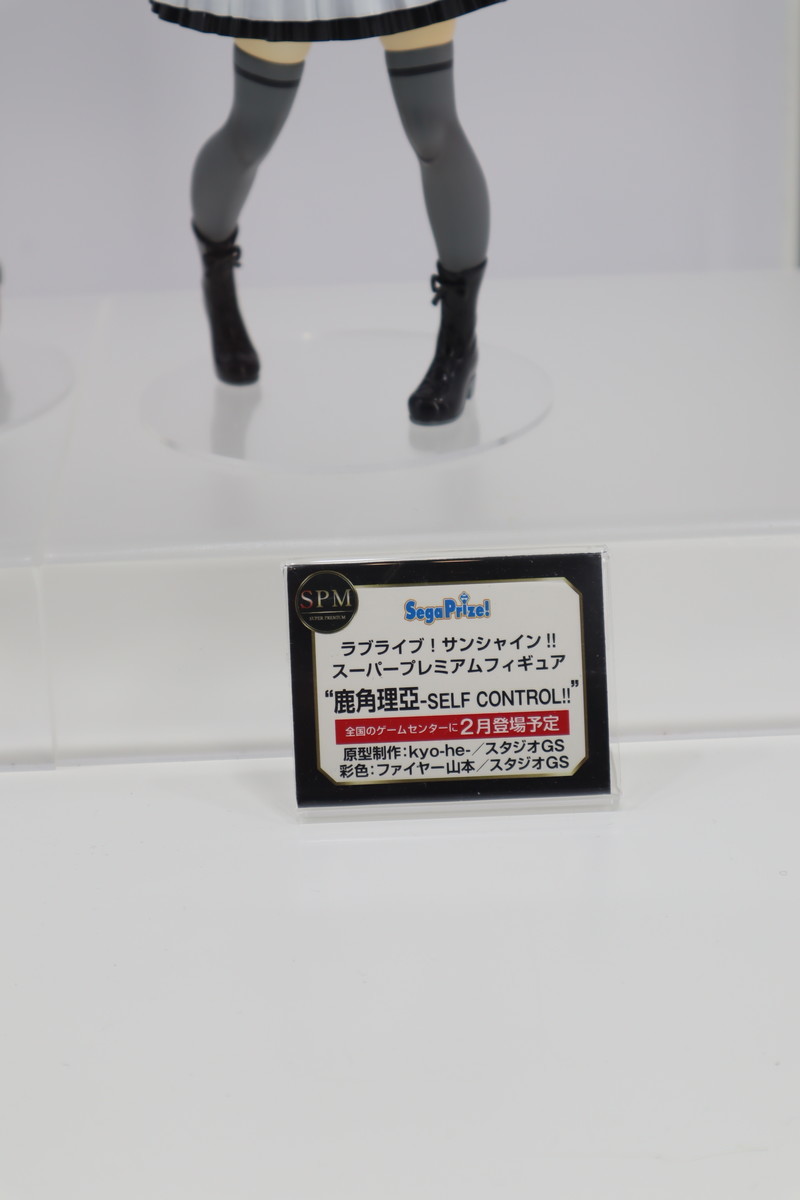 SPM
SUPER PREMIUM
SegaPrize!
ラブライブ！サンシャイン!!
スーパープレミアムフィギュア
“鹿角理亞-SELF CONTROL!!”
全国のゲームセンターに2月登場予定
原型制作：kyo-he-／スタジオGS
彩色：ファイヤー山本／スタジオGS